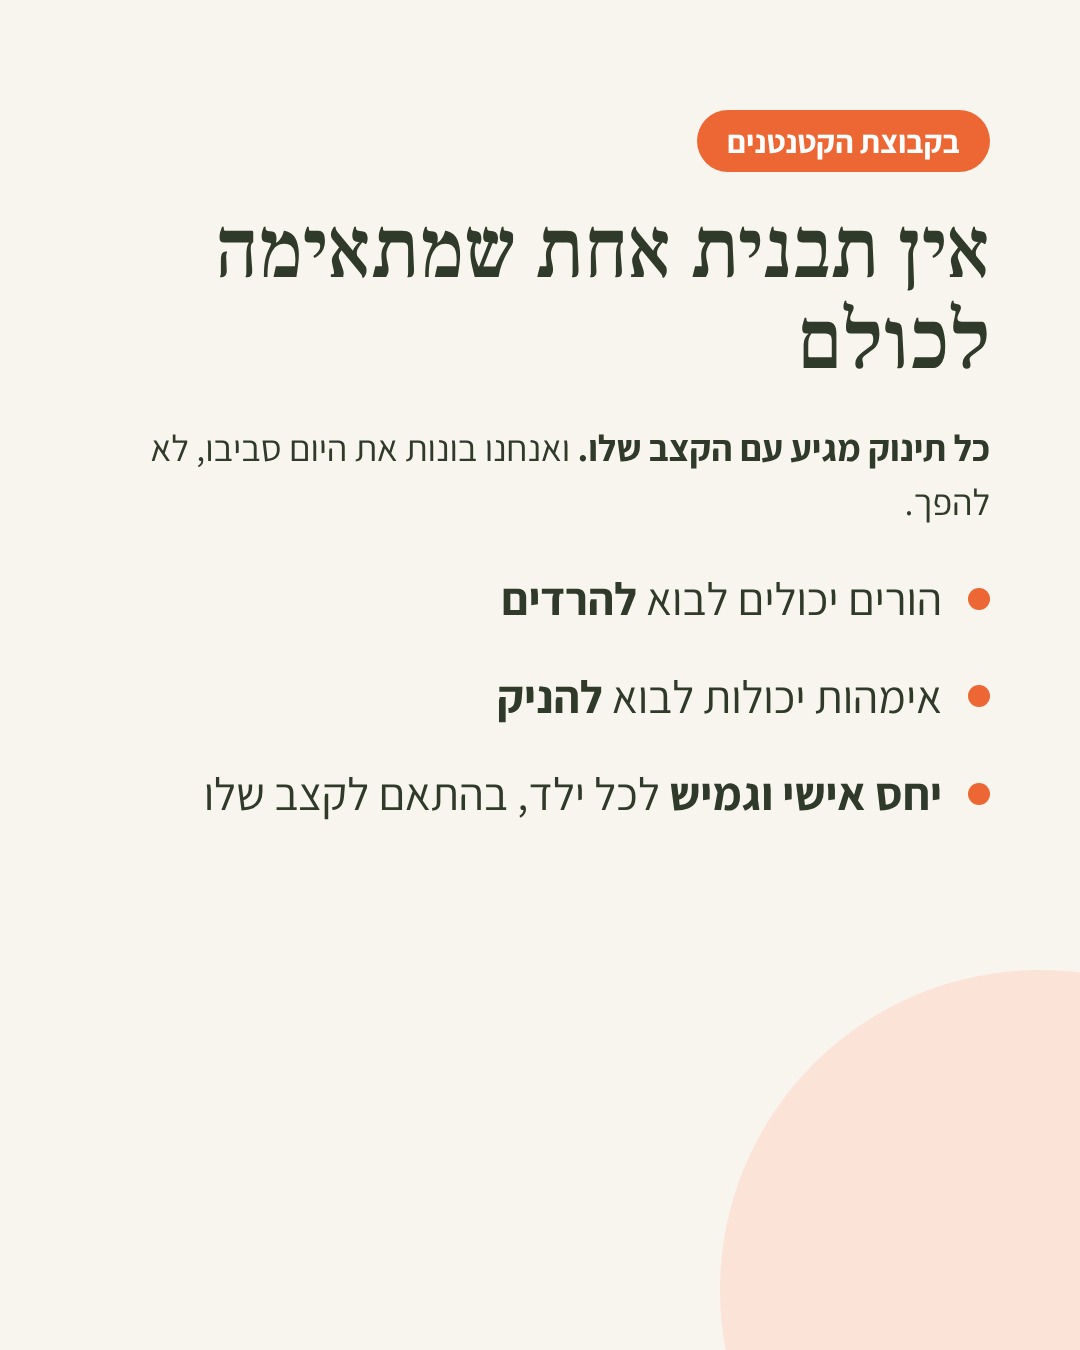 בקבוצת הקטנטנים
אין תבנית אחת שמתאימה
לכולם
כל תינוק מגיע עם הקצב שלו. ואנחנו בונות את היום סביבו, לא
להפך.
הורים יכולים לבוא להרדים
אימהות יכולות לבוא להניק
יחס אישי וגמיש לכל ילד, בהתאם לקצב שלו